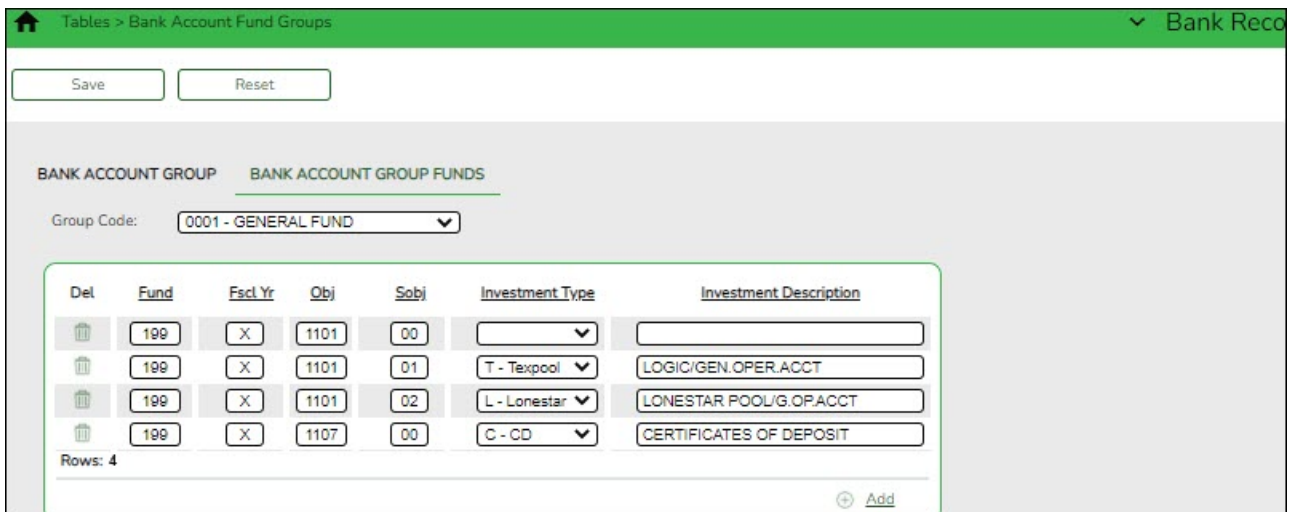 Tables > Bank Account Fund Groups Bank Reco
Save Reset
BANK ACCOUNT GROUP BANK ACCOUNT GROUP FUNDS
Group Code: 0001 - GENERAL FUND
Del Fund Fscl Yr Obj Sobj Investment Type Investment Description
199 X 1101 00
199 X 1101 01 T - Texpool LOGIC/GEN.OPER.ACCT
199 X 1101 02 L - Lonestar LONESTAR POOL/G.OP.ACCT
199 X 1107 00 C - CD CERTIFICATES OF DEPOSIT
Rows: 4
Add